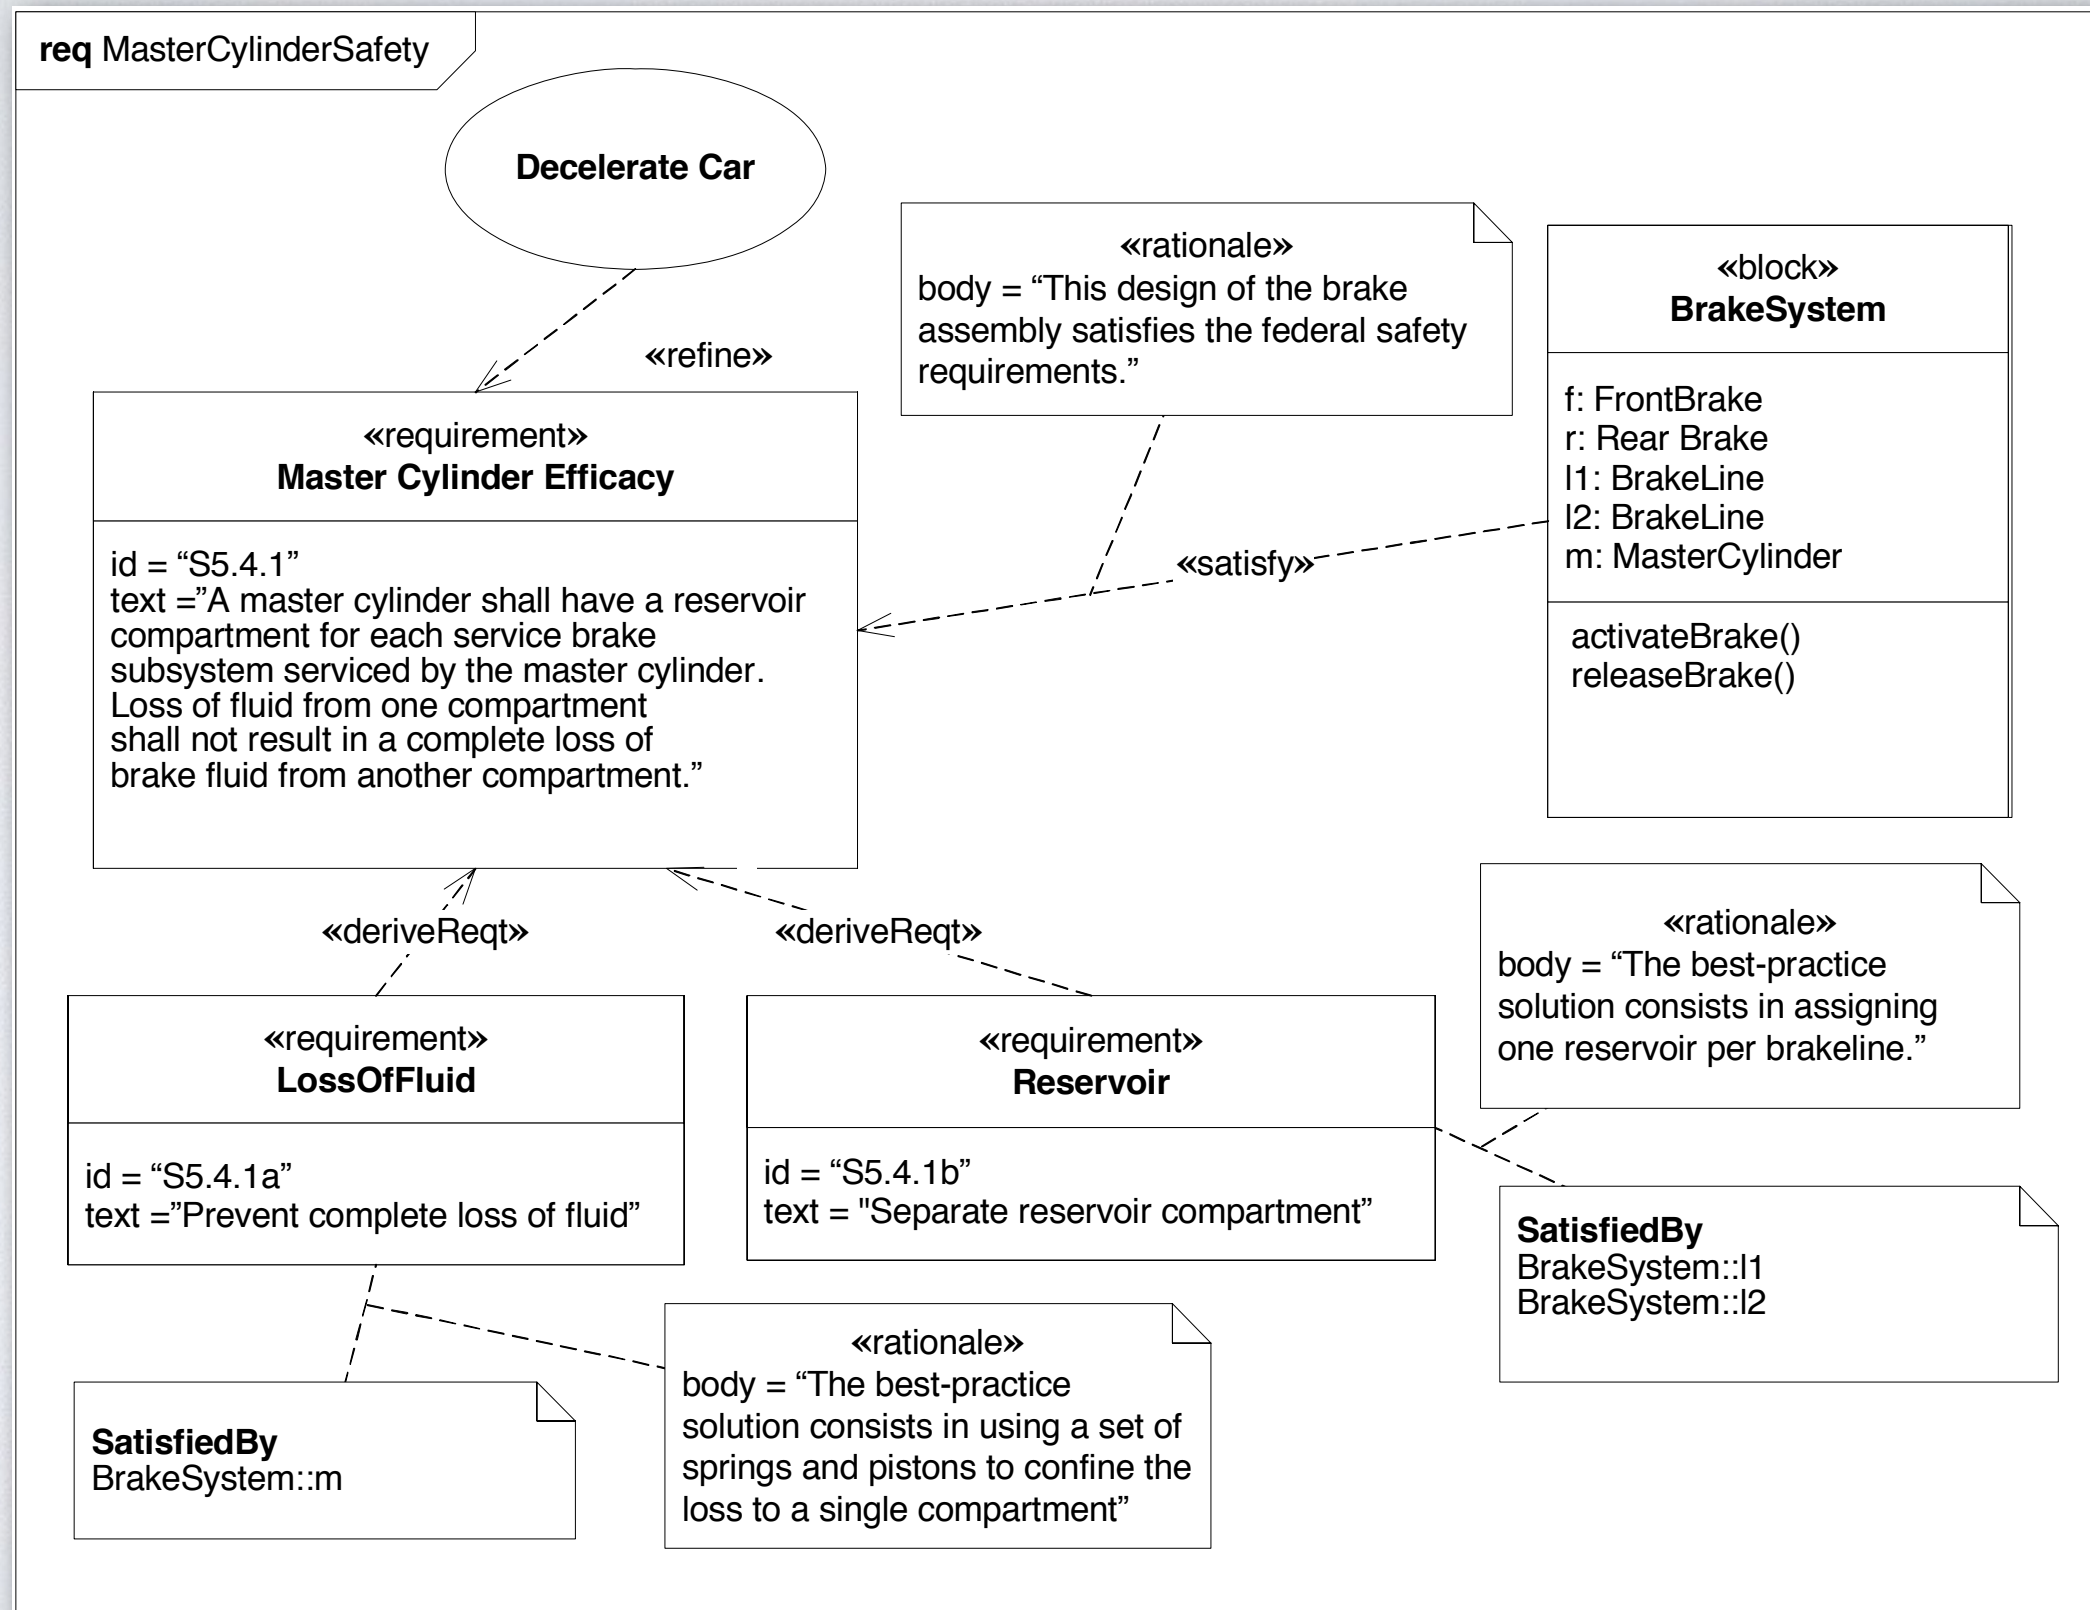 req MasterCylinderSafety
Decelerate Car
«refine»
«rationale»
body = “This design of the brake
assembly satisfies the federal safety
requirements.”
«block»
BrakeSystem
f: FrontBrake
r: Rear Brake
l1: BrakeLine
l2: BrakeLine
m: MasterCylinder
activateBrake()
releaseBrake()
«satisfy»
«requirement»
Master Cylinder Efficacy
id = “S5.4.1”
text =”A master cylinder shall have a reservoir
compartment for each service brake
subsystem serviced by the master cylinder.
Loss of fluid from one compartment
shall not result in a complete loss of
brake fluid from another compartment.”
«deriveReqt»
«deriveReqt»
«requirement»
LossOfFluid
id = “S5.4.1a”
text =”Prevent complete loss of fluid”
«requirement»
Reservoir
id = “S5.4.1b”
text = "Separate reservoir compartment”
«rationale»
body = “The best-practice
solution consists in assigning
one reservoir per brakeline.”
SatisfiedBy
BrakeSystem::l1
BrakeSystem::l2
SatisfiedBy
BrakeSystem::m
«rationale»
body = “The best-practice
solution consists in using a set of
springs and pistons to confine the
loss to a single compartment”